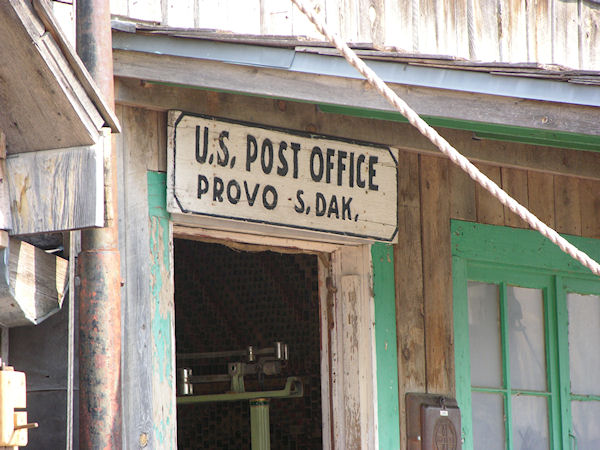 U.S. POST OFFICE
PROVO S, DAK,